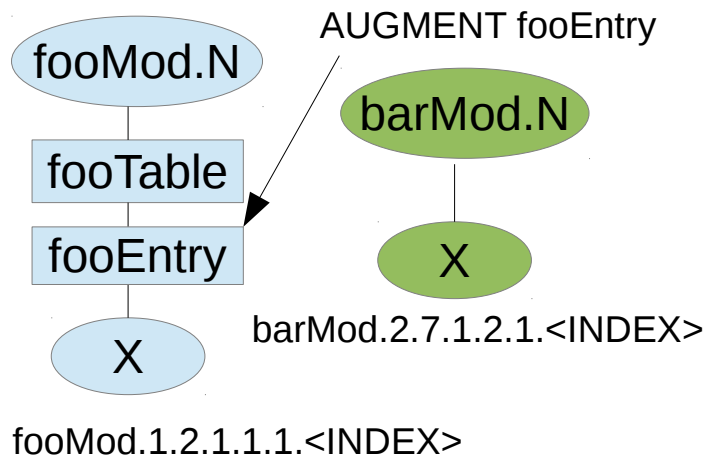 AUGMENT fooEntry
fooMod.N
barMod.N
fooTable
fooEntry
X
X
barMod.2.7.1.2.1.<INDEX>
fooMod.1.2.1.1.1.<INDEX>